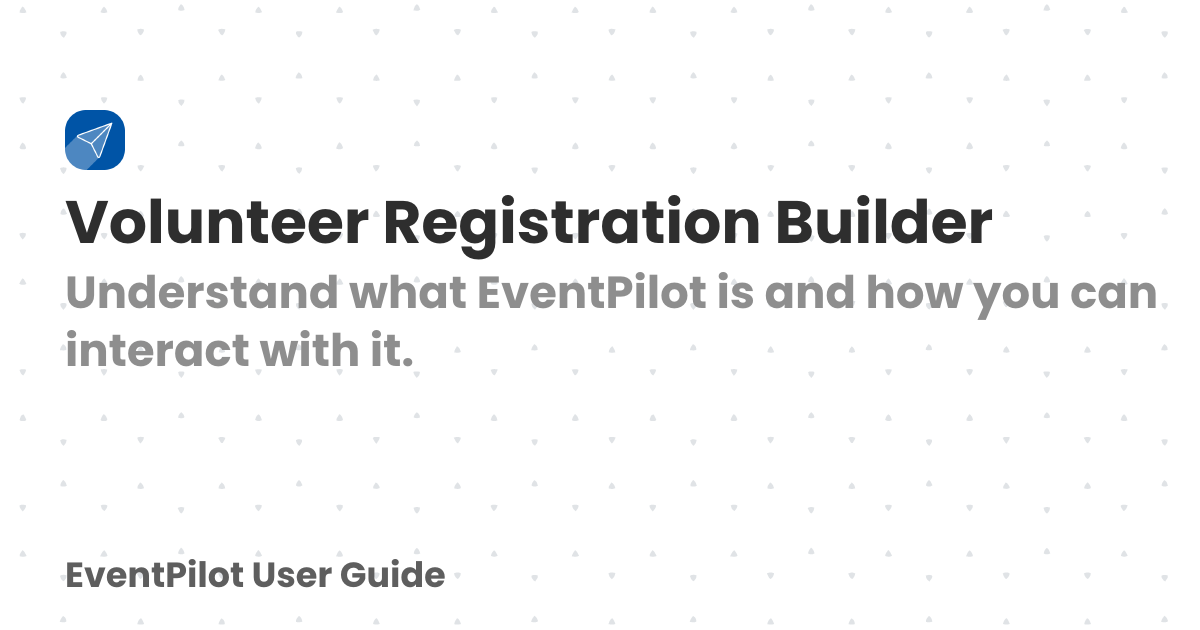 Volunteer Registration Builder
Understand what EventPilot is and how you can
interact with it.
EventPilot User Guide